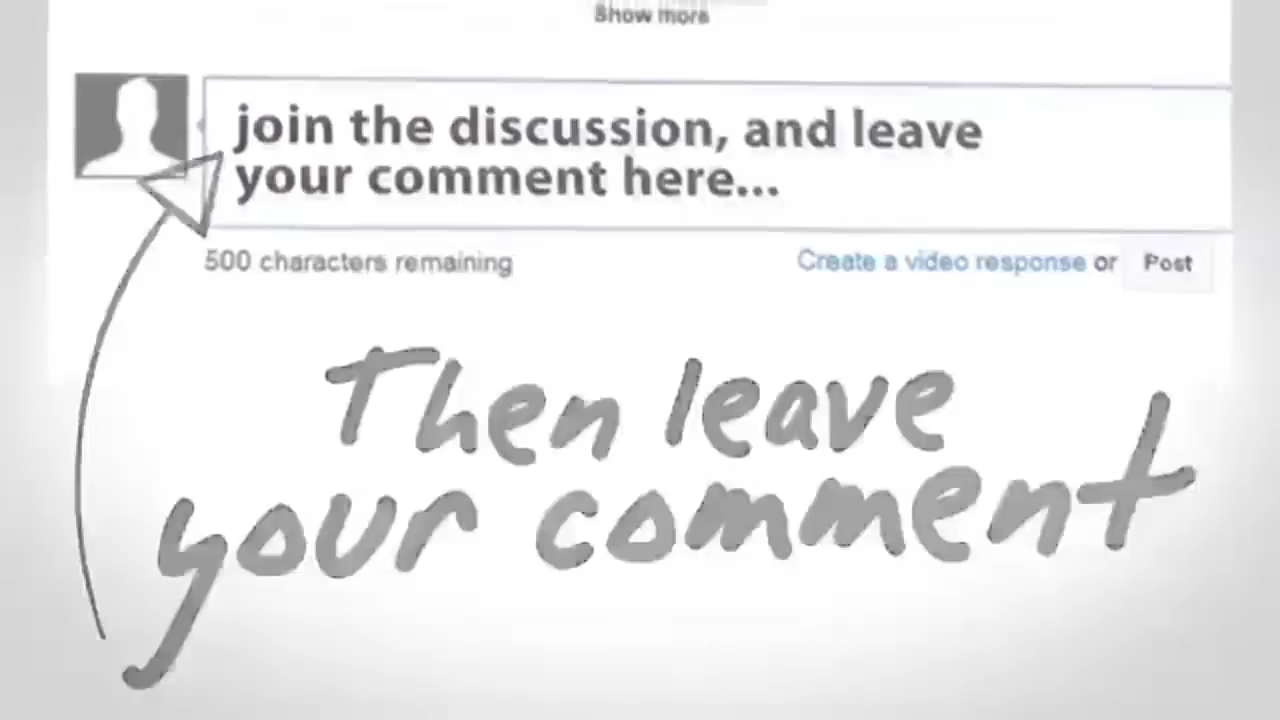 Show more
join the discussion, and leave
your comment here...
500 characters remaining
Create a video response or Post
Then leave
your comment